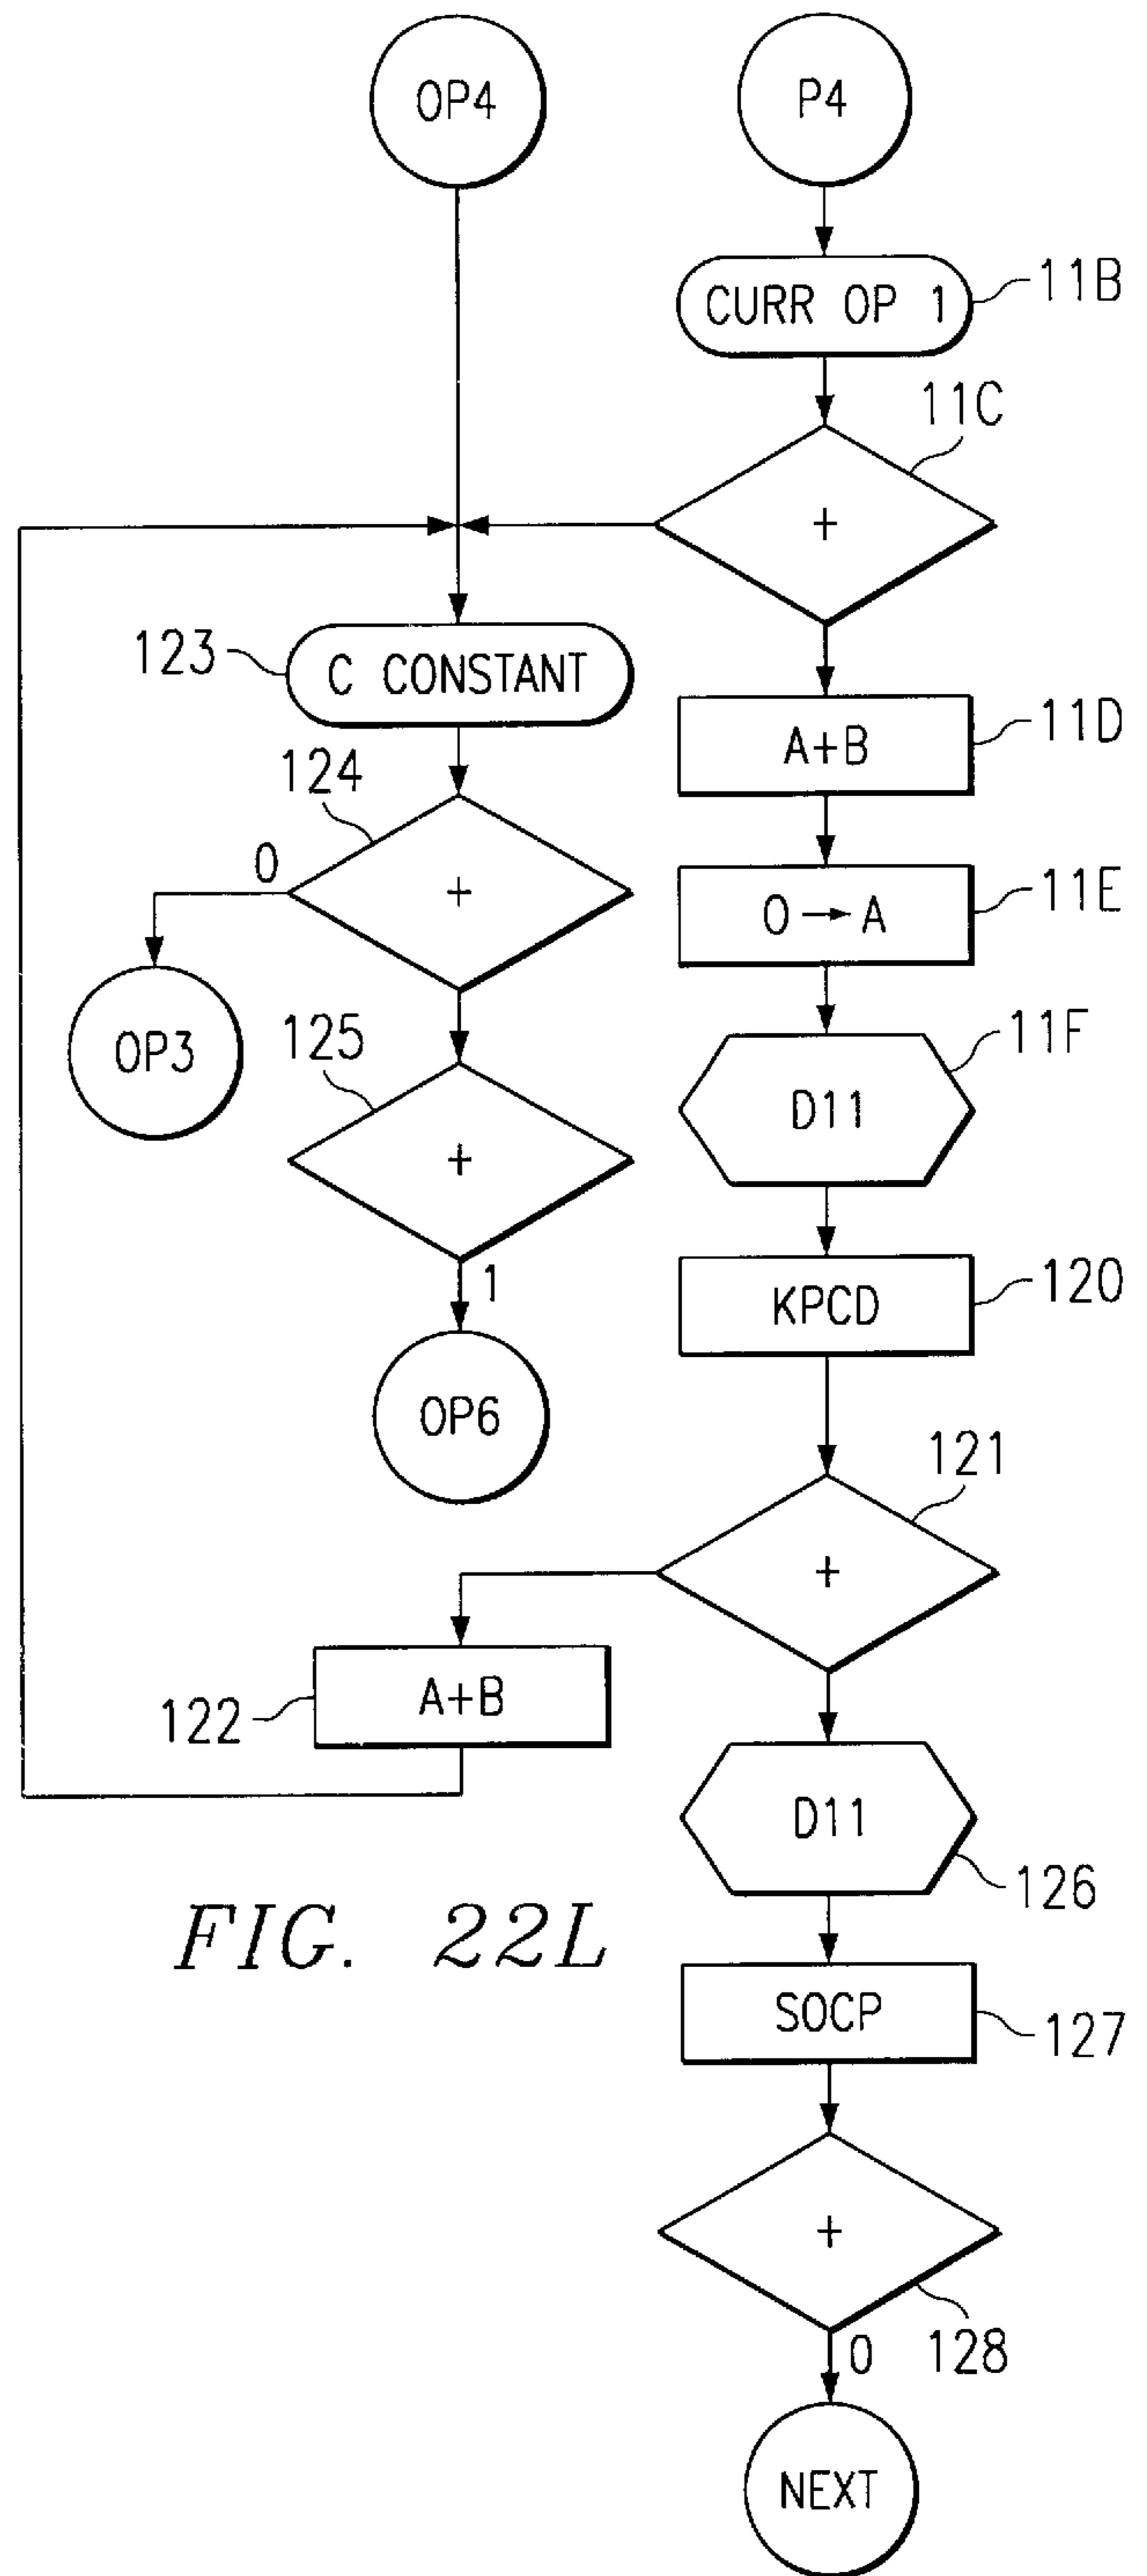 OP4
P4
CURR OP 1
11B
11C
+
123
C CONSTANT
A+B
11D
124
0
+
0 → A
11E
OP3
125
+
D11
11F
1
KPCD
120
OP6
121
+
122
A+B
D11
126
FIG. 22L
SOCP
127
+
128
0
NEXT